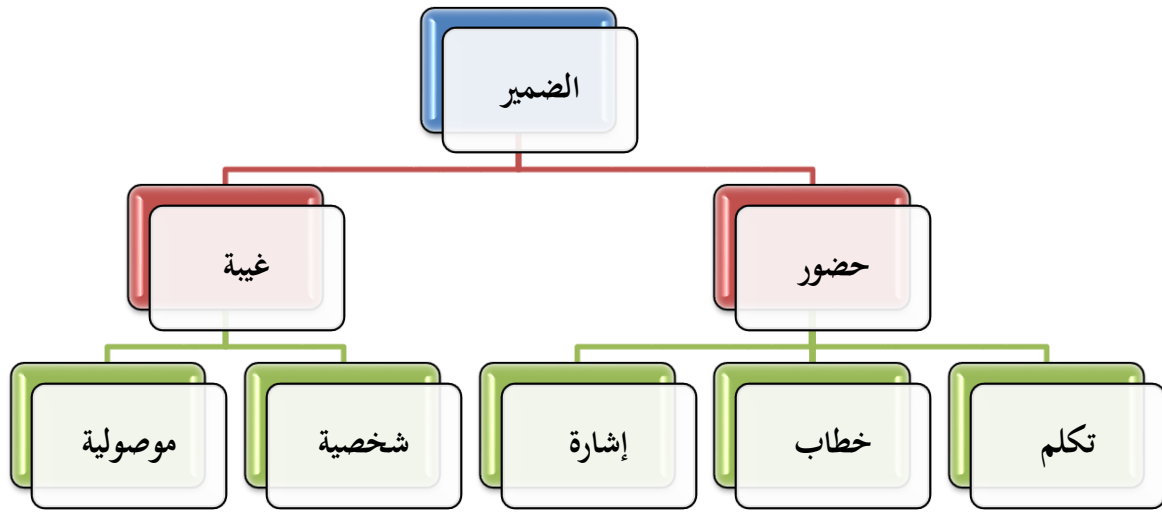 الضمير
حضور
غيبة
تكلم
خطاب
إشارة
شخصية
موصولية